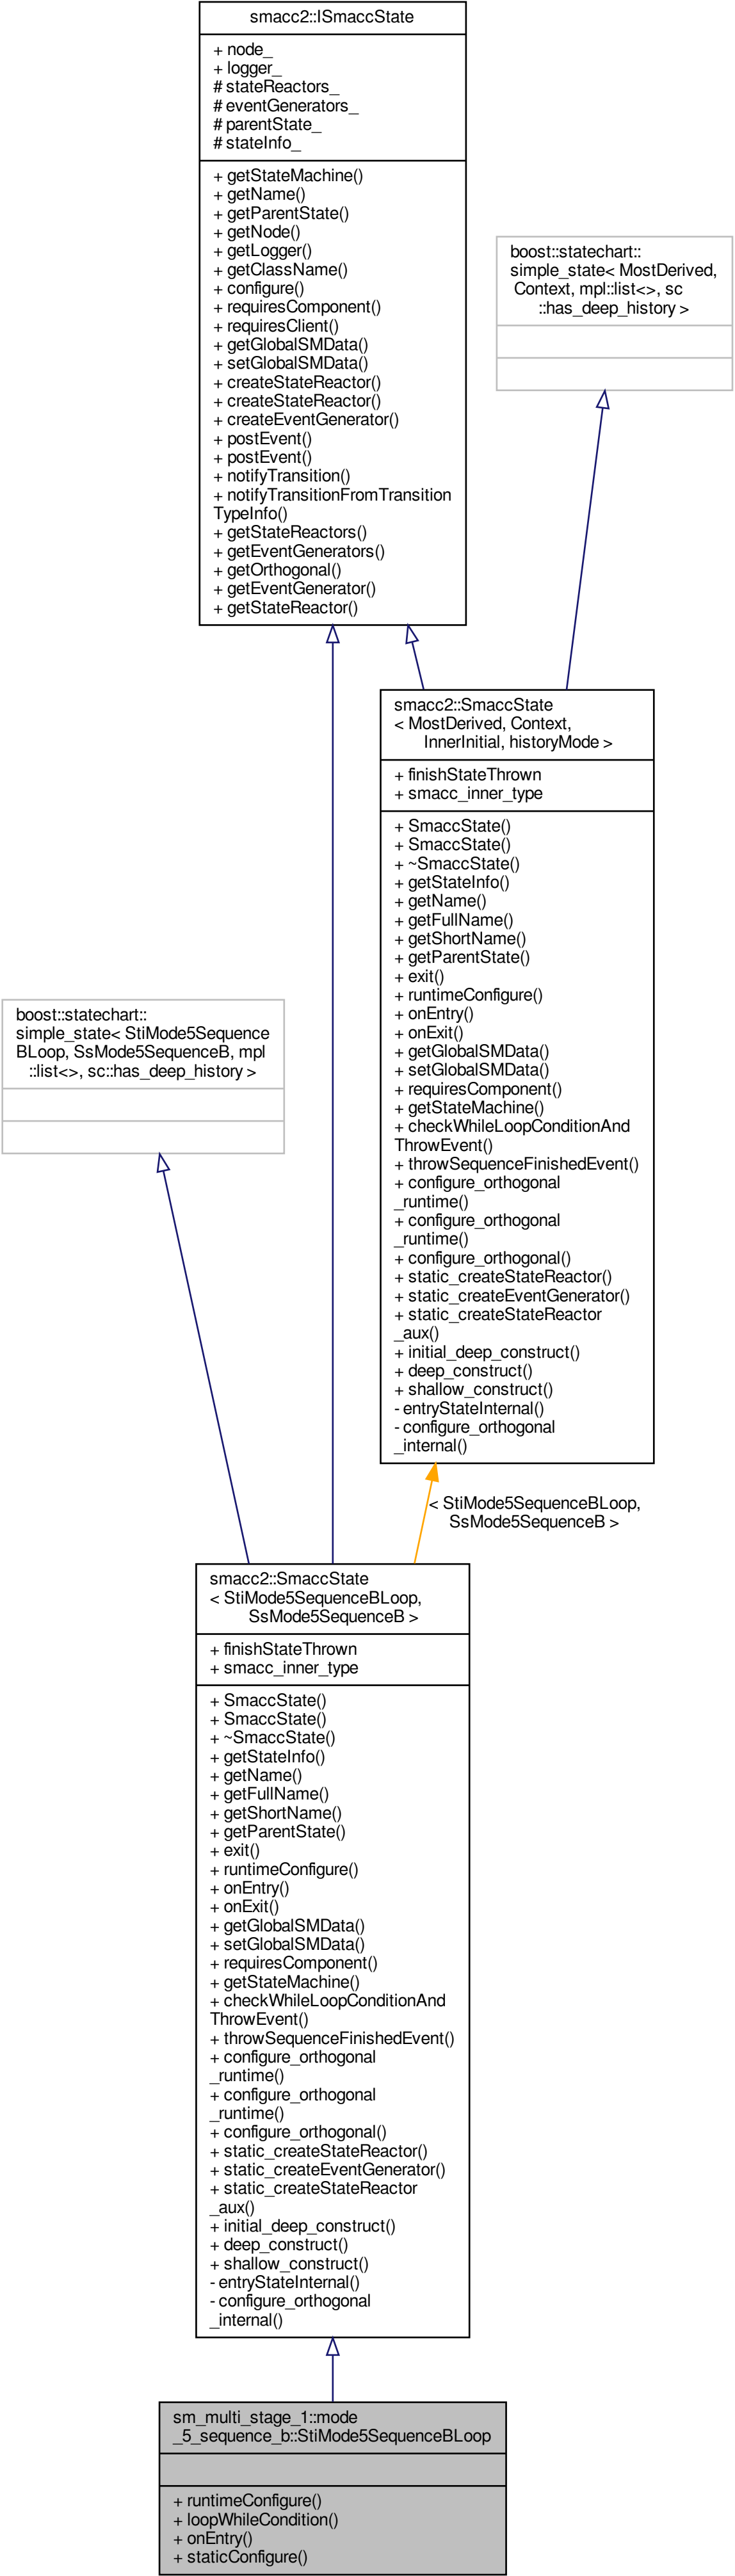 smacc2::ISmaccState
+ node_
+ logger_
# stateReactors_
# eventGenerators_
# parentState_
# stateInfo_
+ getStateMachine()
+ getName()
+ getParentState()
+ getNode()
+ getLogger()
+ getClassName()
+ configure()
+ requiresComponent()
+ requiresClient()
+ getGlobalSMData()
+ setGlobalSMData()
+ createStateReactor()
+ createStateReactor()
+ createEventGenerator()
+ postEvent()
+ postEvent()
+ notifyTransition()
+ notifyTransitionFromTransition
TypeInfo()
+ getStateReactors()
+ getEventGenerators()
+ getOrthogonal()
+ getEventGenerator()
+ getStateReactor()
boost::statechart::
simple_state< MostDerived,
Context, mpl::list<>, sc
::has_deep_history >
smacc2::SmaccState
< MostDerived, Context,
InnerInitial, historyMode >
+ finishStateThrown
+ smacc_inner_type
+ SmaccState()
+ SmaccState()
+ ~SmaccState()
+ getStateInfo()
+ getName()
+ getFullName()
+ getShortName()
+ getParentState()
+ exit()
+ runtimeConfigure()
+ onEntry()
+ onExit()
+ getGlobalSMData()
+ setGlobalSMData()
+ requiresComponent()
+ getStateMachine()
+ checkWhileLoopConditionAnd
ThrowEvent()
+ throwSequenceFinishedEvent()
+ configure_orthogonal
_runtime()
+ configure_orthogonal
_runtime()
+ configure_orthogonal()
+ static_createStateReactor()
+ static_createEventGenerator()
+ static_createStateReactor
_aux()
+ initial_deep_construct()
+ deep_construct()
+ shallow_construct()
- entryStateInternal()
- configure_orthogonal
_internal()
boost::statechart::
simple_state< StiMode5Sequence
BLoop, SsMode5SequenceB, mpl
::list<>, sc::has_deep_history >
< StiMode5SequenceBLoop,
SsMode5SequenceB >
smacc2::SmaccState
< StiMode5SequenceBLoop,
SsMode5SequenceB >
+ finishStateThrown
+ smacc_inner_type
+ SmaccState()
+ SmaccState()
+ ~SmaccState()
+ getStateInfo()
+ getName()
+ getFullName()
+ getShortName()
+ getParentState()
+ exit()
+ runtimeConfigure()
+ onEntry()
+ onExit()
+ getGlobalSMData()
+ setGlobalSMData()
+ requiresComponent()
+ getStateMachine()
+ checkWhileLoopConditionAnd
ThrowEvent()
+ throwSequenceFinishedEvent()
+ configure_orthogonal
_runtime()
+ configure_orthogonal
_runtime()
+ configure_orthogonal()
+ static_createStateReactor()
+ static_createEventGenerator()
+ static_createStateReactor
_aux()
+ initial_deep_construct()
+ deep_construct()
+ shallow_construct()
- entryStateInternal()
- configure_orthogonal
_internal()
sm_multi_stage_1::mode
_5_sequence_b::StiMode5SequenceBLoop
+ runtimeConfigure()
+ loopWhileCondition()
+ onEntry()
+ staticConfigure()